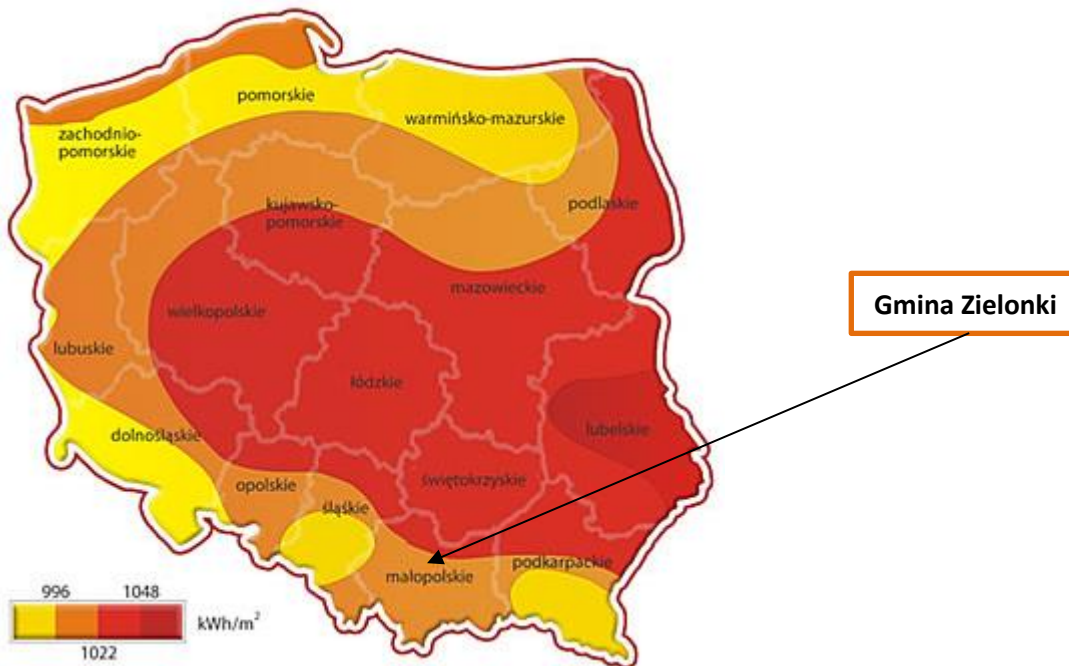 pomorskie
warmińsko-mazurskie
zachodnio-
pomorskie
kujawsko-
pomorskie
podlaskie
mazowieckie
Gmina Zielonki
wielkopolskie
lubuskie
łódzkie
lubelskie
dolnośląskie
świętokrzyskie
opolskie
śląskie
podkarpackie
małopolskie
996 1048
kWh/m²
1022